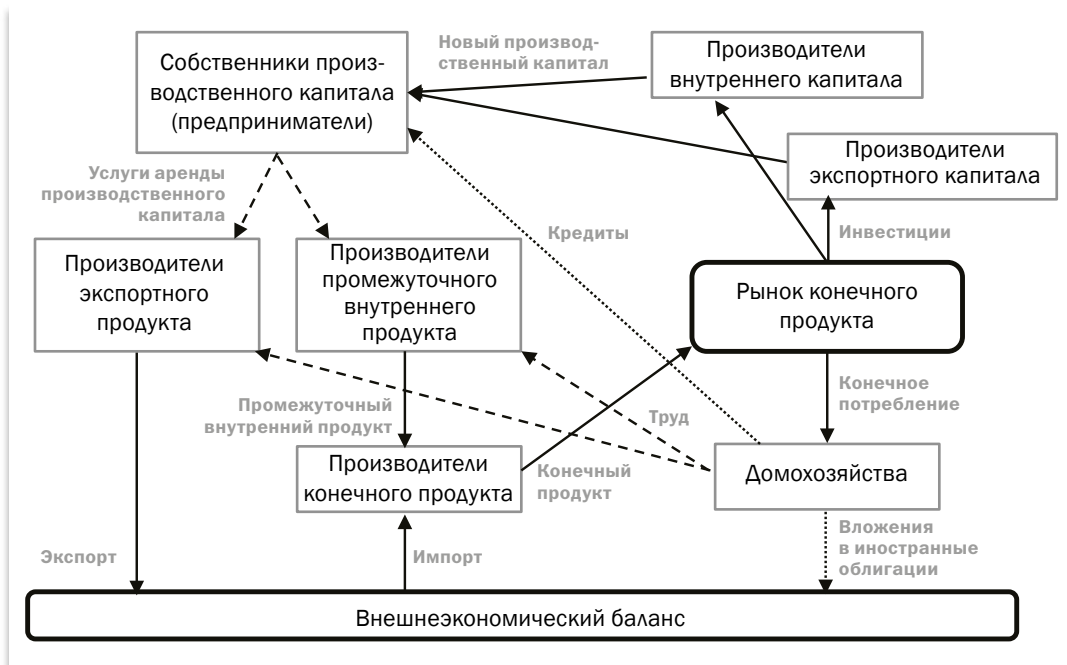 Собственники произ-
водственного капитала
(предприниматели)
Новый производ-
ственный капитал
Производители
внутреннего капитала
Производители
экспортного капитала
Услуги аренды
производственного
капитала
Кредиты
Инвестиции
Производители
экспортного
продукта
Производители
промежуточного
внутреннего
продукта
Рынок конечного
продукта
Промежуточный
внутренний продукт
Труд
Конечное
потребление
Производители
конечного продукта
Конечный
продукт
Домохозяйства
Экспорт
Импорт
Вложения
в иностранные
облигации
Внешнеэкономический баланс